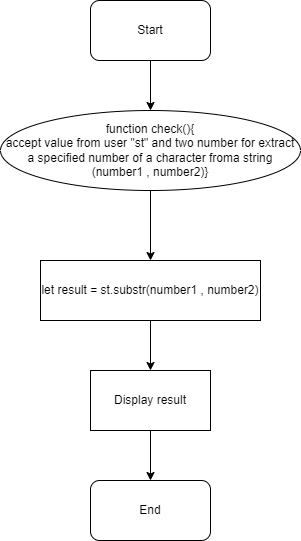 Start
function check(){
accept value from user "st" and two number for extract
a specified number of a character froma string
(number1 , number2)}
let result = st.substr(number1 , number2)
Display result
End